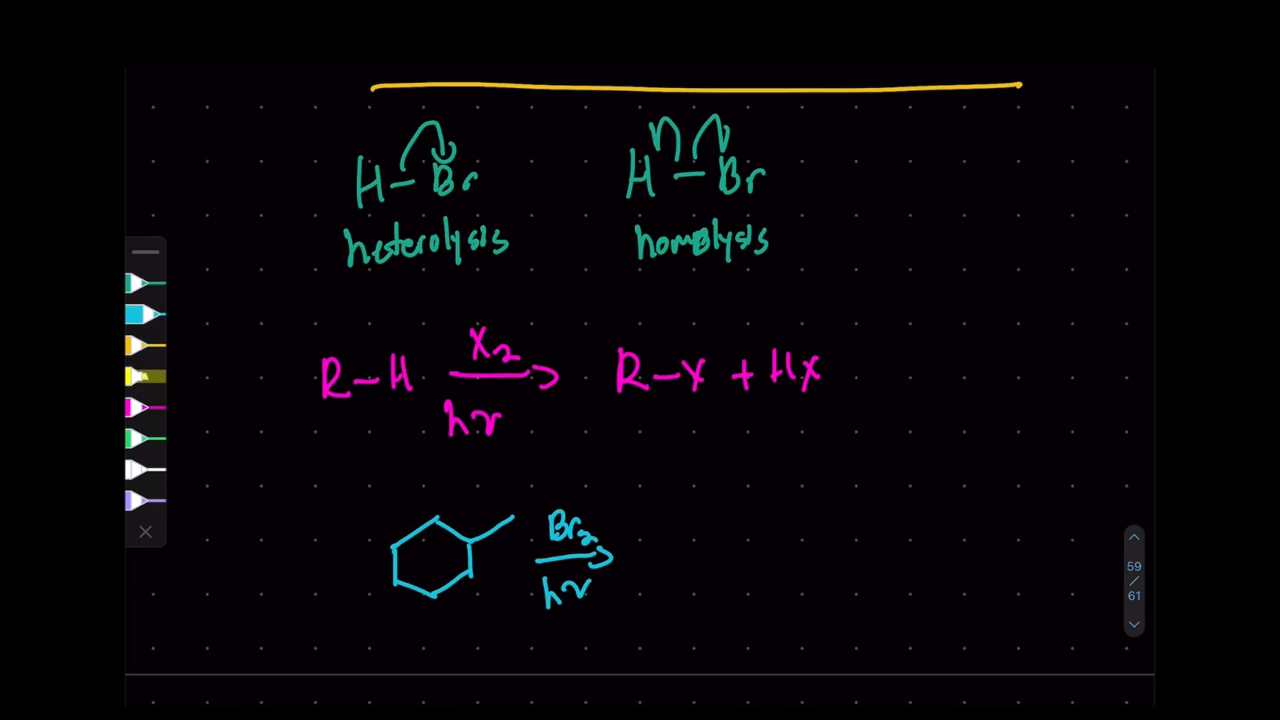 H-Br H-Br
heterolysis homolysis
X2
R-H → R-X + HX
hν
Br2
hν
59
/
61